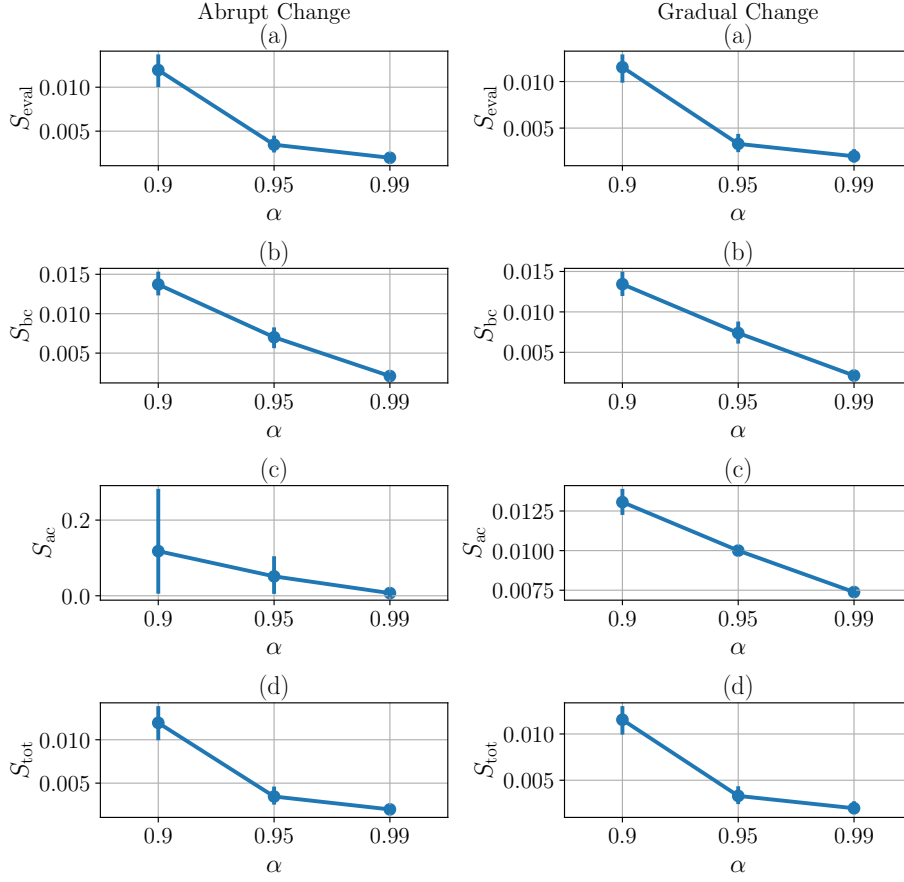 Abrupt Change
(a)
S_eval
0.010
0.005
0.9 0.95 0.99
α
(b)
S_bc
0.015
0.010
0.005
0.9 0.95 0.99
α
(c)
S_ac
0.2
0.0
0.9 0.95 0.99
α
(d)
S_tot
0.010
0.005
0.9 0.95 0.99
α
Gradual Change
(a)
S_eval
0.010
0.005
0.9 0.95 0.99
α
(b)
S_bc
0.015
0.010
0.005
0.9 0.95 0.99
α
(c)
S_ac
0.0125
0.0100
0.0075
0.9 0.95 0.99
α
(d)
S_tot
0.010
0.005
0.9 0.95 0.99
α